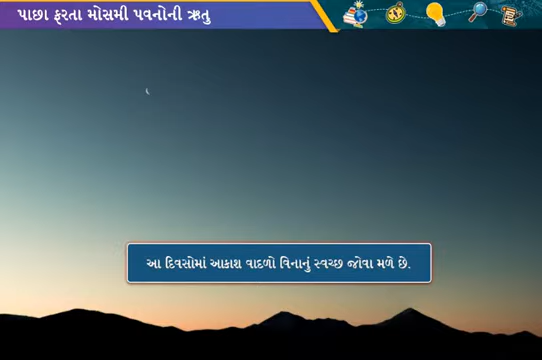 પાછા ફરતા મોસમી પવનોની ઋતુ
આ દિવસોમાં આકાશ વાદળો વિનાનું સ્વચ્છ જોવા મળે છે.